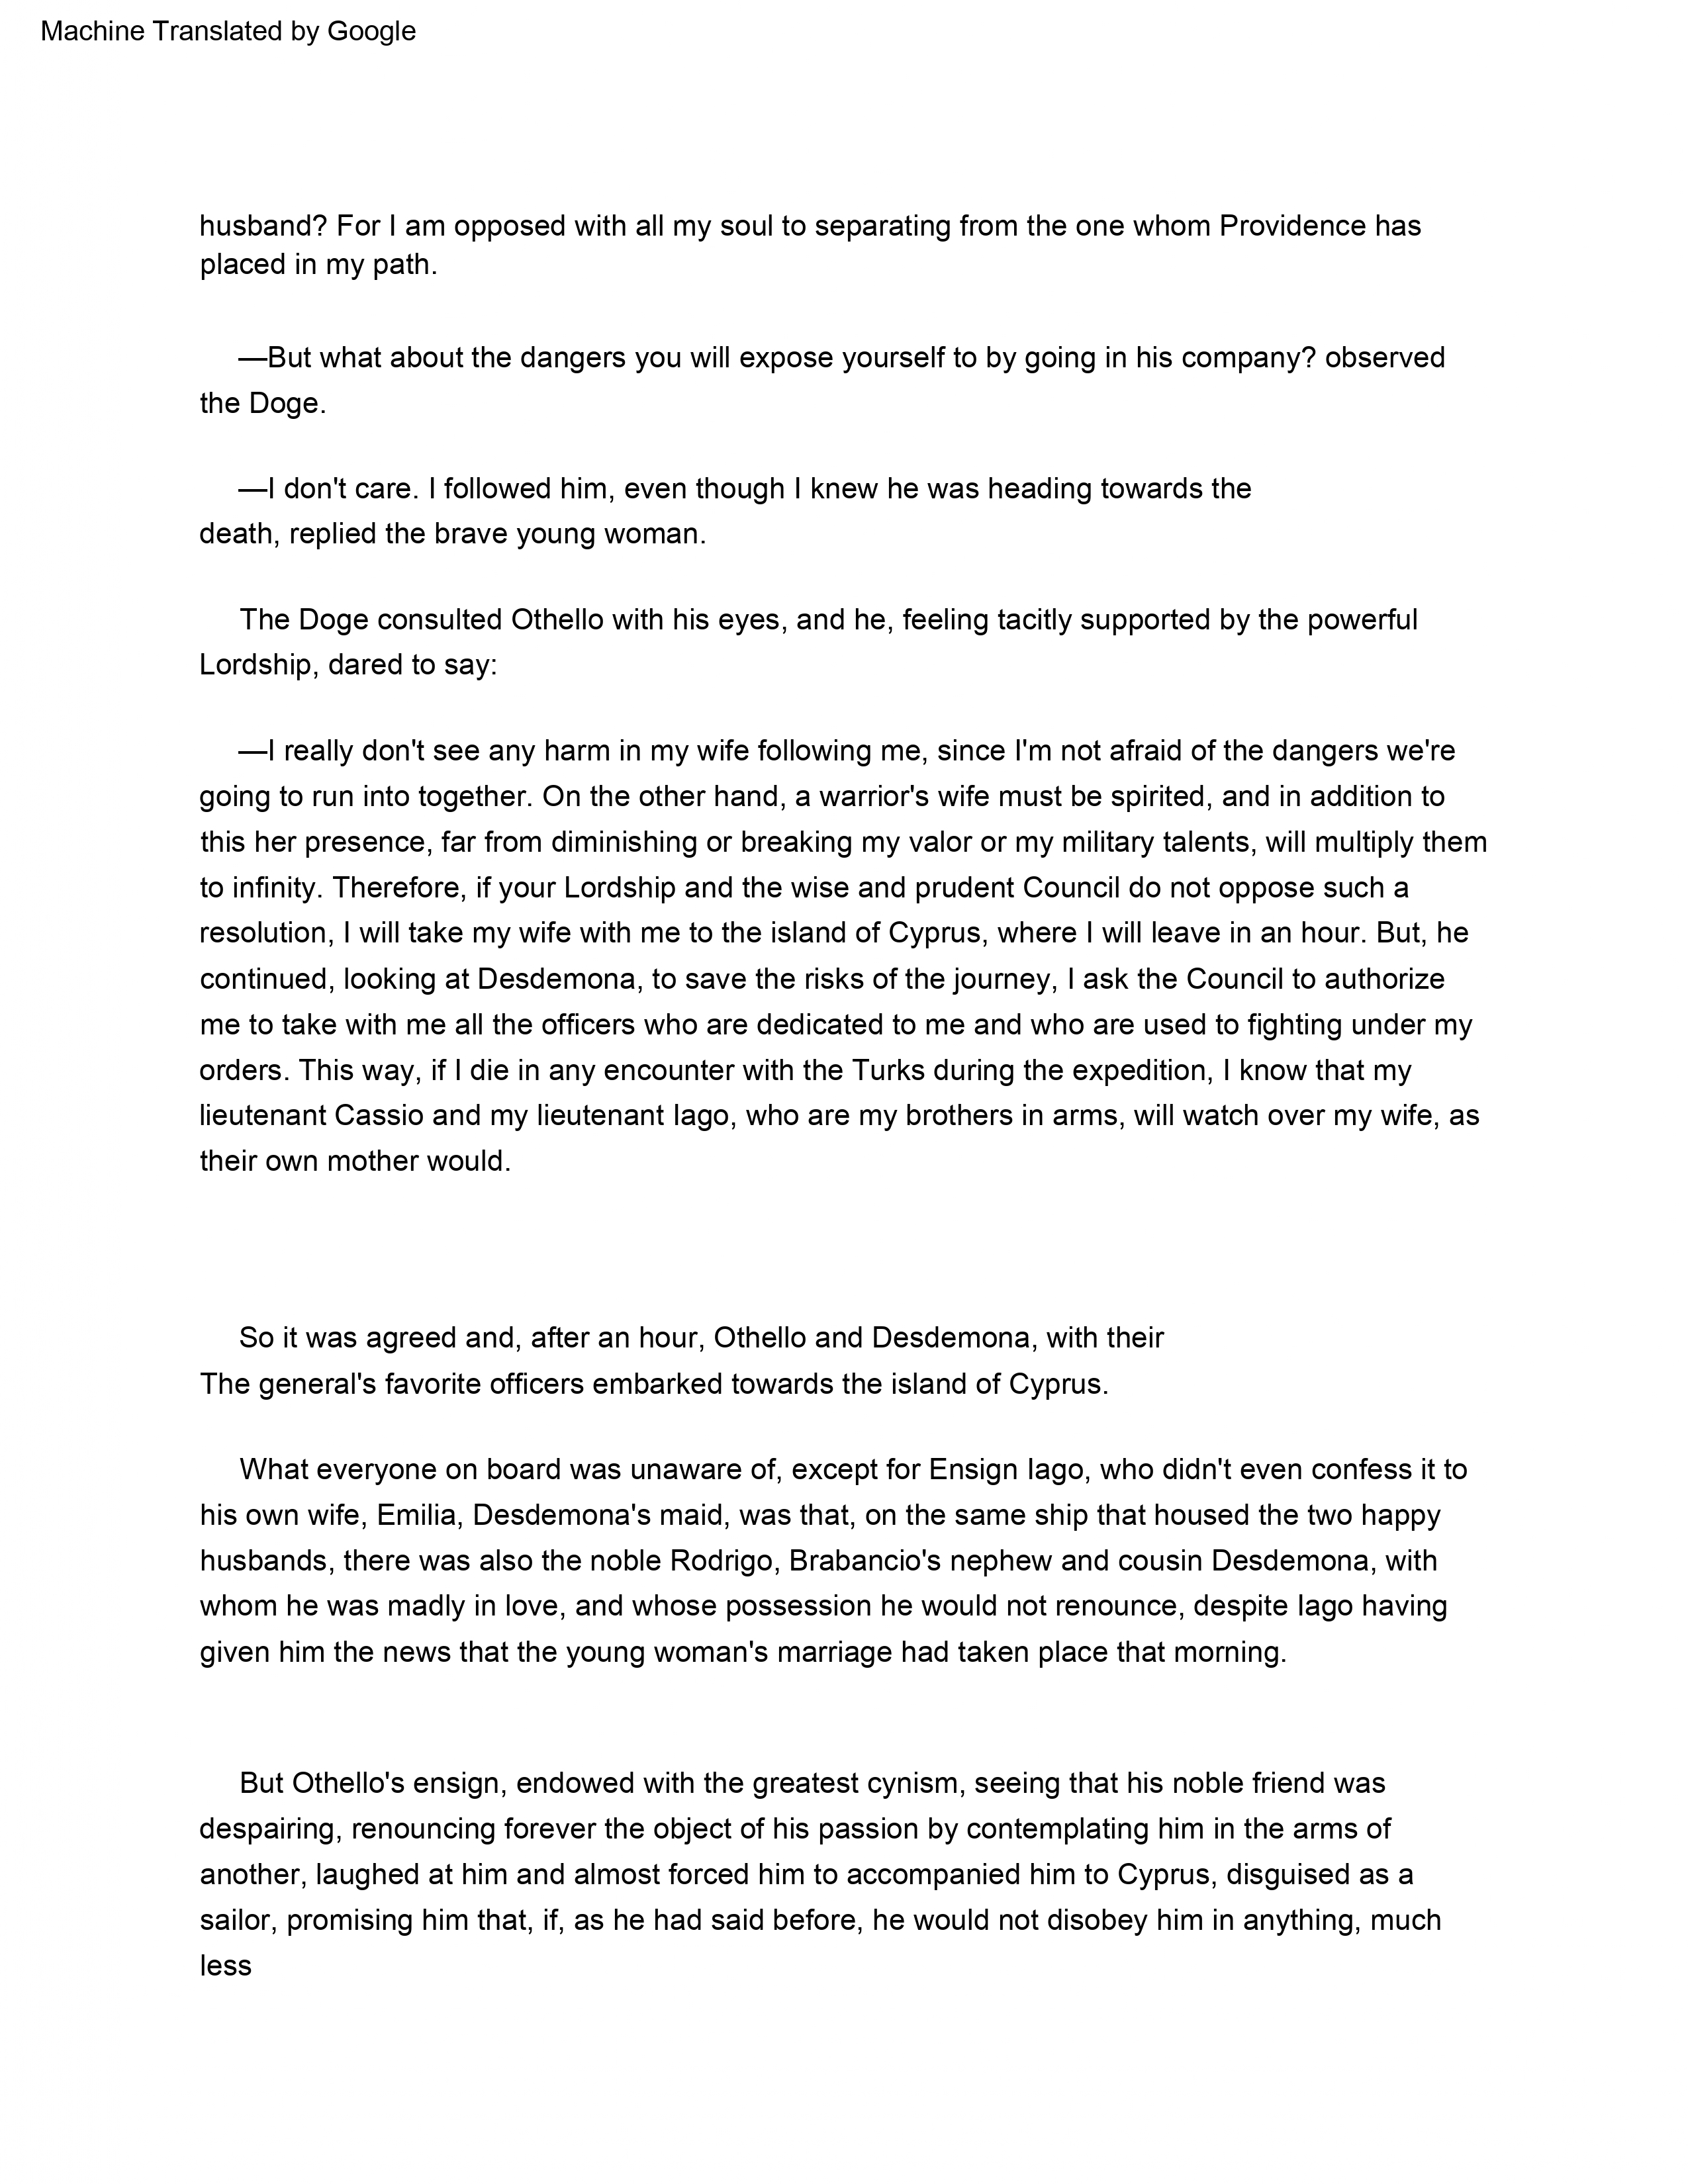 Machine Translated by Google
husband? For I am opposed with all my soul to separating from the one whom Providence has
placed in my path.
—But what about the dangers you will expose yourself to by going in his company? observed
the Doge.
—I don't care. I followed him, even though I knew he was heading towards the
death, replied the brave young woman.
The Doge consulted Othello with his eyes, and he, feeling tacitly supported by the powerful
Lordship, dared to say:
—I really don't see any harm in my wife following me, since I'm not afraid of the dangers we're
going to run into together. On the other hand, a warrior's wife must be spirited, and in addition to
this her presence, far from diminishing or breaking my valor or my military talents, will multiply them
to infinity. Therefore, if your Lordship and the wise and prudent Council do not oppose such a
resolution, I will take my wife with me to the island of Cyprus, where I will leave in an hour. But, he
continued, looking at Desdemona, to save the risks of the journey, I ask the Council to authorize
me to take with me all the officers who are dedicated to me and who are used to fighting under my
orders. This way, if I die in any encounter with the Turks during the expedition, I know that my
lieutenant Cassio and my lieutenant Iago, who are my brothers in arms, will watch over my wife, as
their own mother would.
So it was agreed and, after an hour, Othello and Desdemona, with their
The general's favorite officers embarked towards the island of Cyprus.
What everyone on board was unaware of, except for Ensign Iago, who didn't even confess it to
his own wife, Emilia, Desdemona's maid, was that, on the same ship that housed the two happy
husbands, there was also the noble Rodrigo, Brabancio's nephew and cousin Desdemona, with
whom he was madly in love, and whose possession he would not renounce, despite Iago having
given him the news that the young woman's marriage had taken place that morning.
But Othello's ensign, endowed with the greatest cynism, seeing that his noble friend was
despairing, renouncing forever the object of his passion by contemplating him in the arms of
another, laughed at him and almost forced him to accompanied him to Cyprus, disguised as a
sailor, promising him that, if, as he had said before, he would not disobey him in anything, much
less